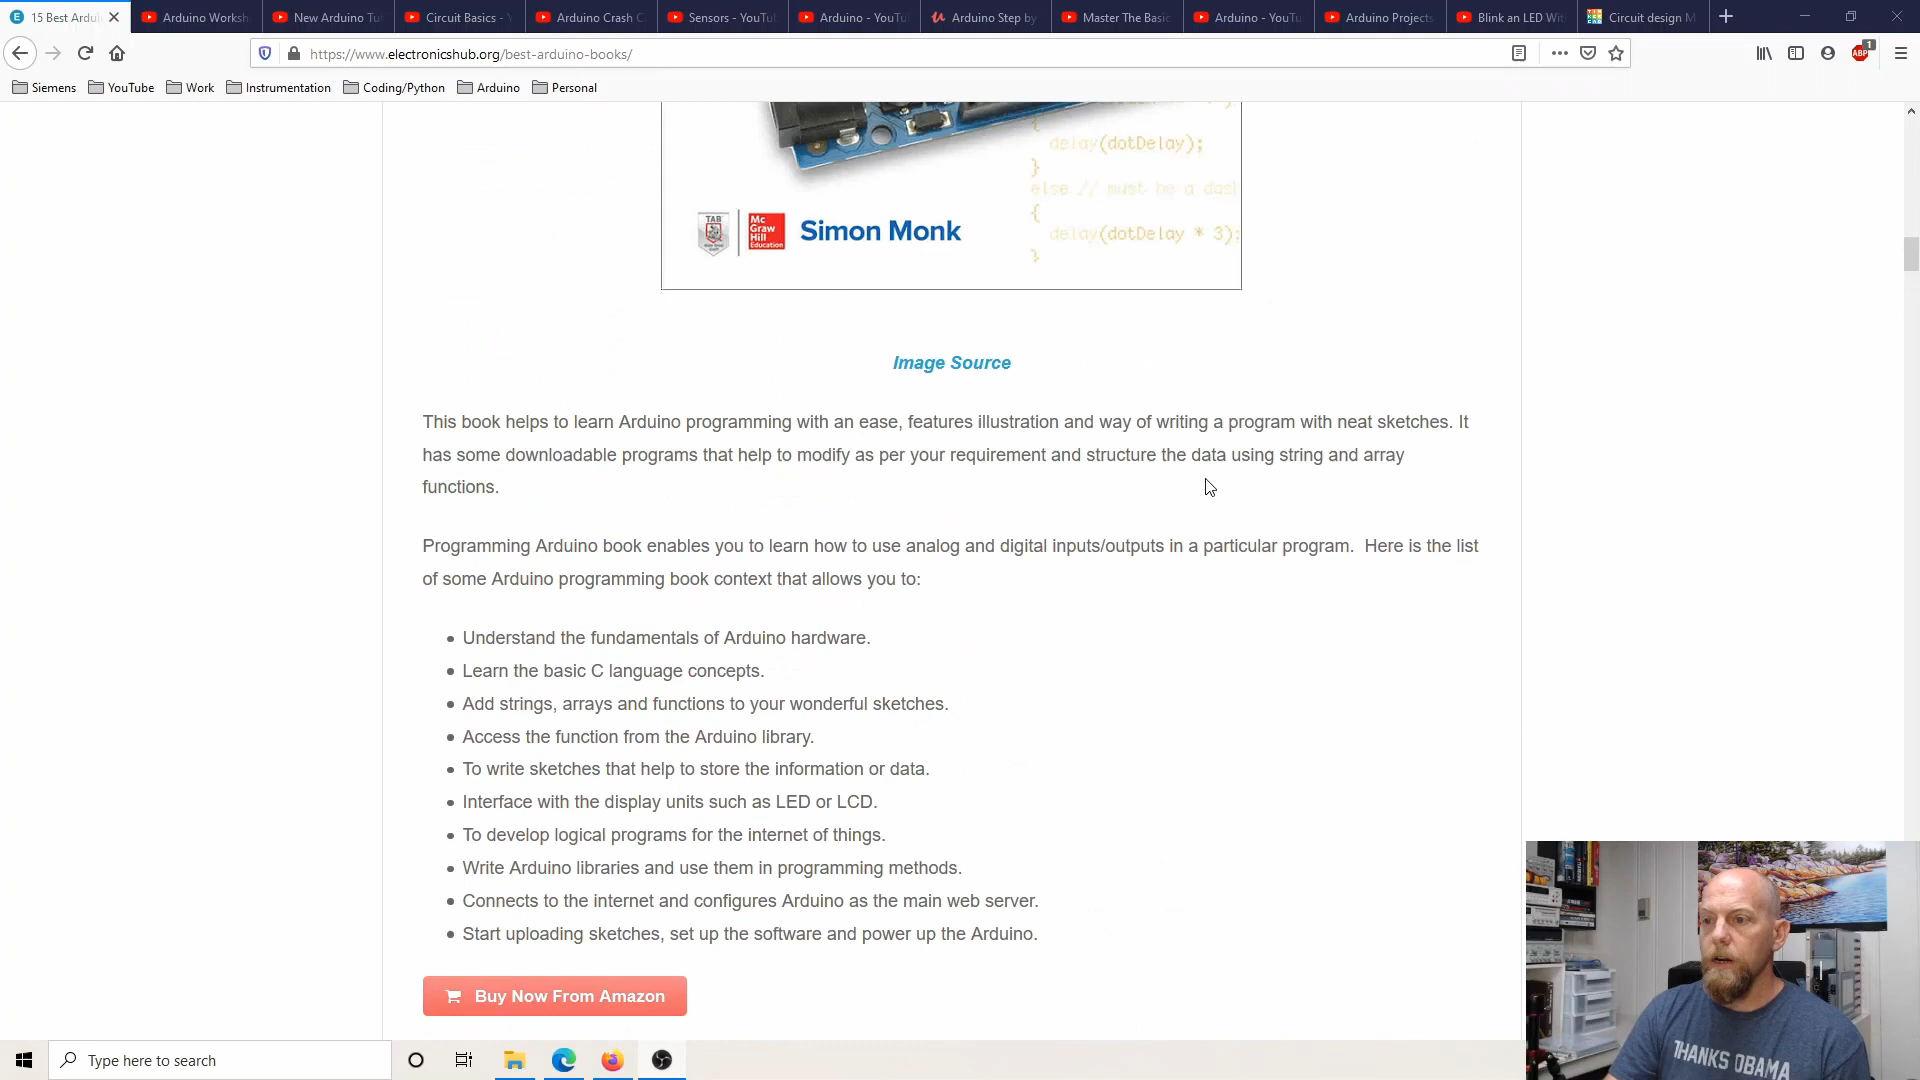 15 Best Ardu
Arduino Worksh
New Arduino Tu
Circuit Basics - Y
Arduino Crash C
Sensors - YouTu
Arduino - YouTu
Arduino Step by
Master The Basic
Arduino - YouTu
Arduino Projects
Blink an LED Wit
Circuit design M
https://www.electronicshub.org/best-arduino-books/
ABP
1
Siemens
YouTube
Work
Instrumentation
Coding/Python
Arduino
Personal
{
delay(dotDelay);
}
else // must be a dash
{
delay(dotDelay * 3);
}
TAB
Mc
Graw
Hill
Education
Simon Monk
Image Source
This book helps to learn Arduino programming with an ease, features illustration and way of writing a program with neat sketches. It
has some downloadable programs that help to modify as per your requirement and structure the data using string and array
functions.
Programming Arduino book enables you to learn how to use analog and digital inputs/outputs in a particular program.  Here is the list
of some Arduino programming book context that allows you to:
Understand the fundamentals of Arduino hardware.
Learn the basic C language concepts.
Add strings, arrays and functions to your wonderful sketches.
Access the function from the Arduino library.
To write sketches that help to store the information or data.
Interface with the display units such as LED or LCD.
To develop logical programs for the internet of things.
Write Arduino libraries and use them in programming methods.
Connects to the internet and configures Arduino as the main web server.
Start uploading sketches, set up the software and power up the Arduino.
Buy Now From Amazon
Type here to search
THANKS OBAMA